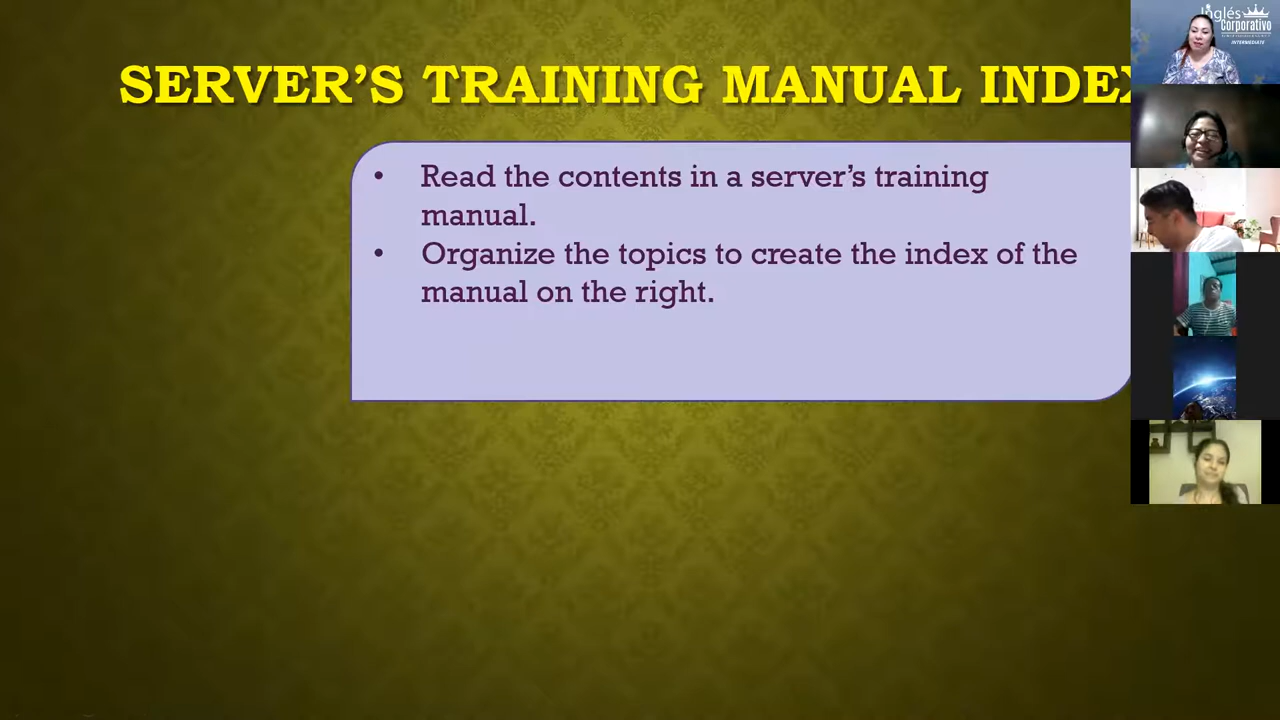 SERVER'S TRAINING MANUAL INDEX
• Read the contents in a server's training
manual.
• Organize the topics to create the index of the
manual on the right.
Inglés
Corporativo
INTERMEDIATE